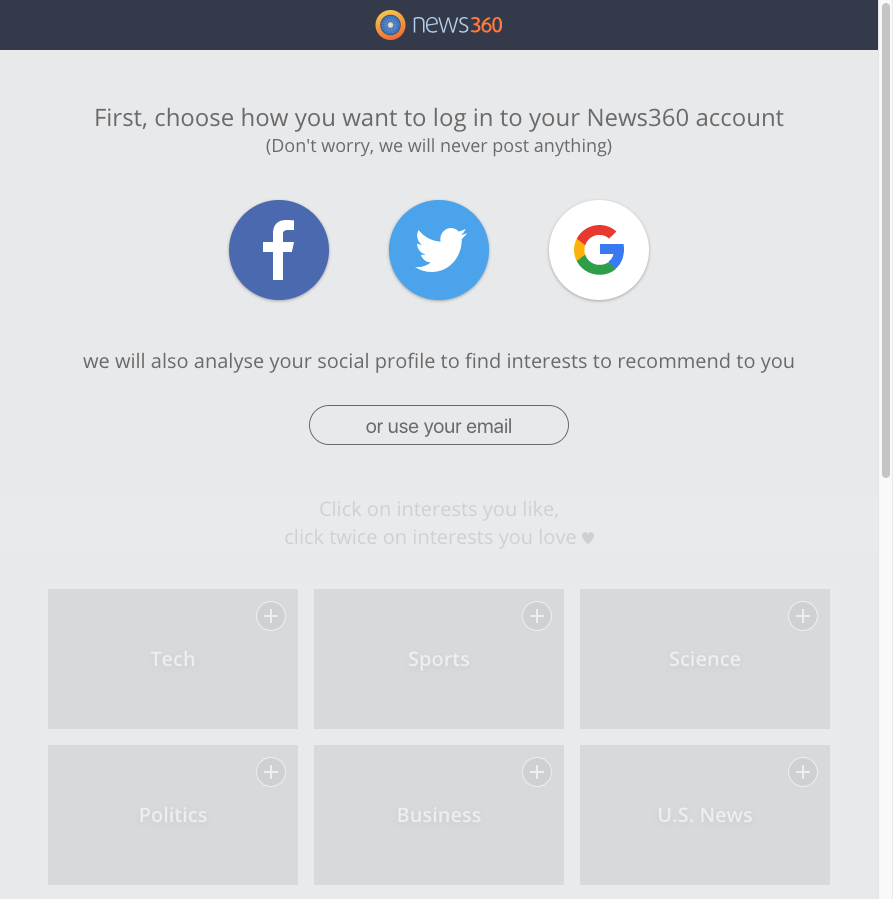 news360
First, choose how you want to log in to your News360 account
(Don't worry, we will never post anything)
we will also analyse your social profile to find interests to recommend to you
or use your email
Click on interests you like,
click twice on interests you love ♥
Tech
Sports
Science
Politics
Business
U.S. News